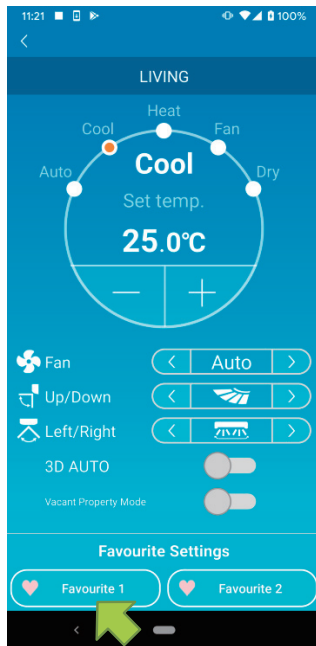 11:21 100%
LIVING
Heat
Cool Fan
Auto Cool Dry
Set temp.
25.0°C
− +
Fan Auto
Up/Down
Left/Right
3D AUTO
Vacant Property Mode
Favourite Settings
Favourite 1 Favourite 2